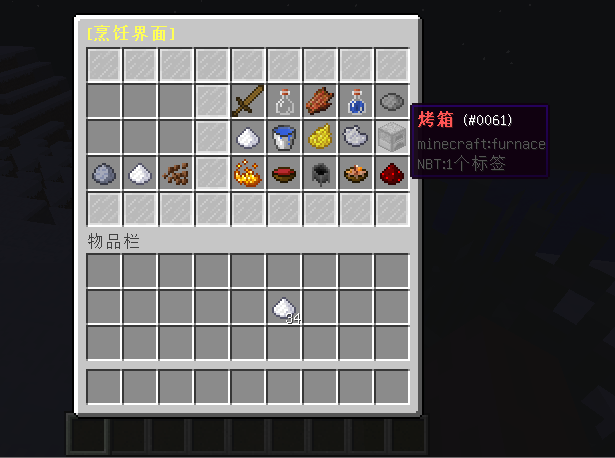 [烹饪界面]
烤箱 (#0061)
minecraft:furnace
NBT:1个标签
物品栏
34